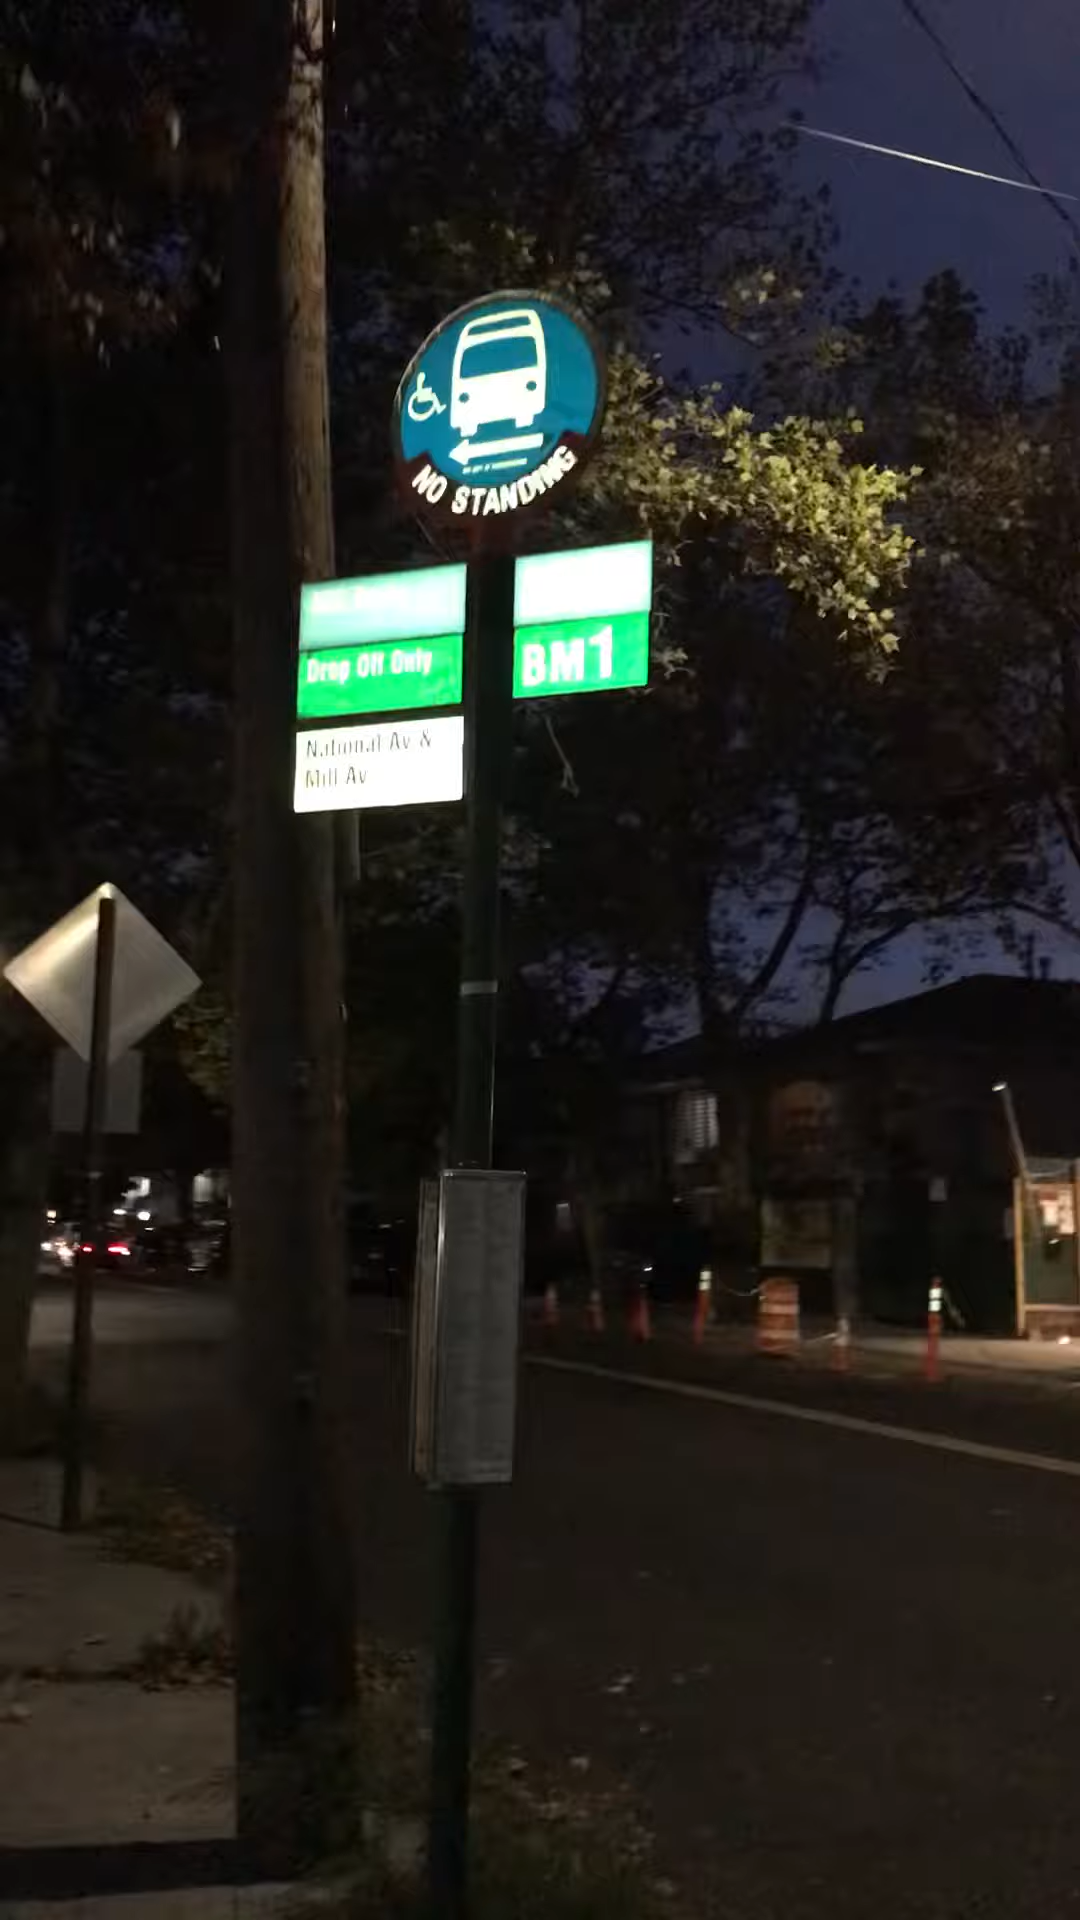 NO STANDING
Drop Off Only
BM1
National Av &
Mill Av